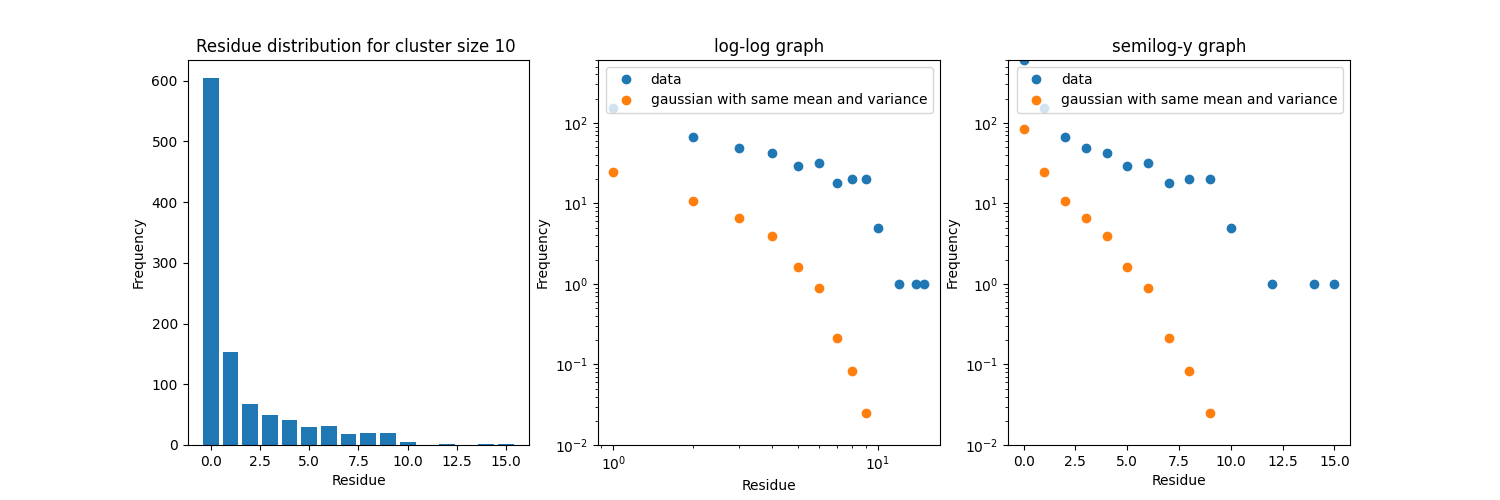 Residue distribution for cluster size 10
600
500
400
300
200
100
0
Frequency
0.0 2.5 5.0 7.5 10.0 12.5 15.0
Residue
log-log graph
data
gaussian with same mean and variance
10²
10¹
10⁰
10⁻¹
10⁻²
Frequency
10⁰ 10¹
Residue
semilog-y graph
data
gaussian with same mean and variance
10²
10¹
10⁰
10⁻¹
10⁻²
Frequency
0.0 2.5 5.0 7.5 10.0 12.5 15.0
Residue